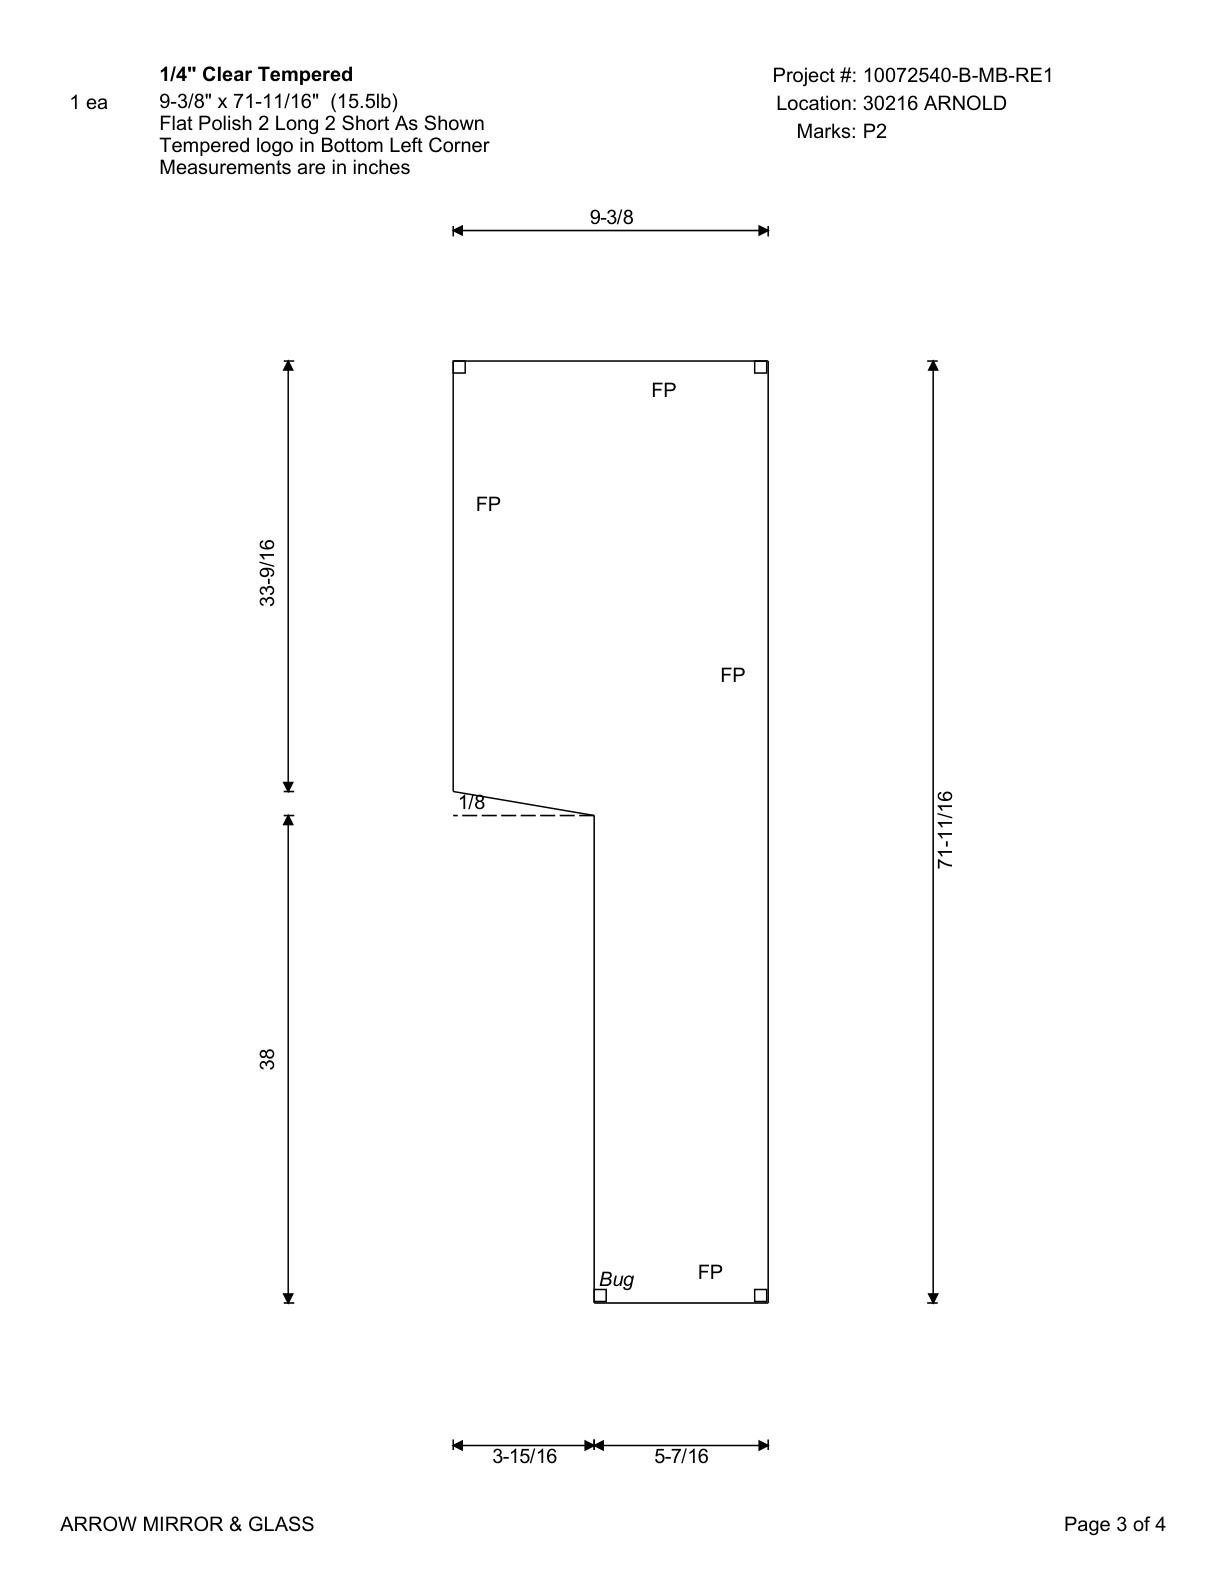 1/4" Clear Tempered
Project #: 10072540-B-MB-RE1
1 ea
9-3/8" x 71-11/16" (15.5lb)
Location: 30216 ARNOLD
Flat Polish 2 Long 2 Short As Shown
Marks: P2
Tempered logo in Bottom Left Corner
Measurements are in inches
9-3/8
FP
FP
33-9/16
FP
1/8
71-11/16
38
Bug
FP
3-15/16
5-7/16
ARROW MIRROR & GLASS
Page 3 of 4